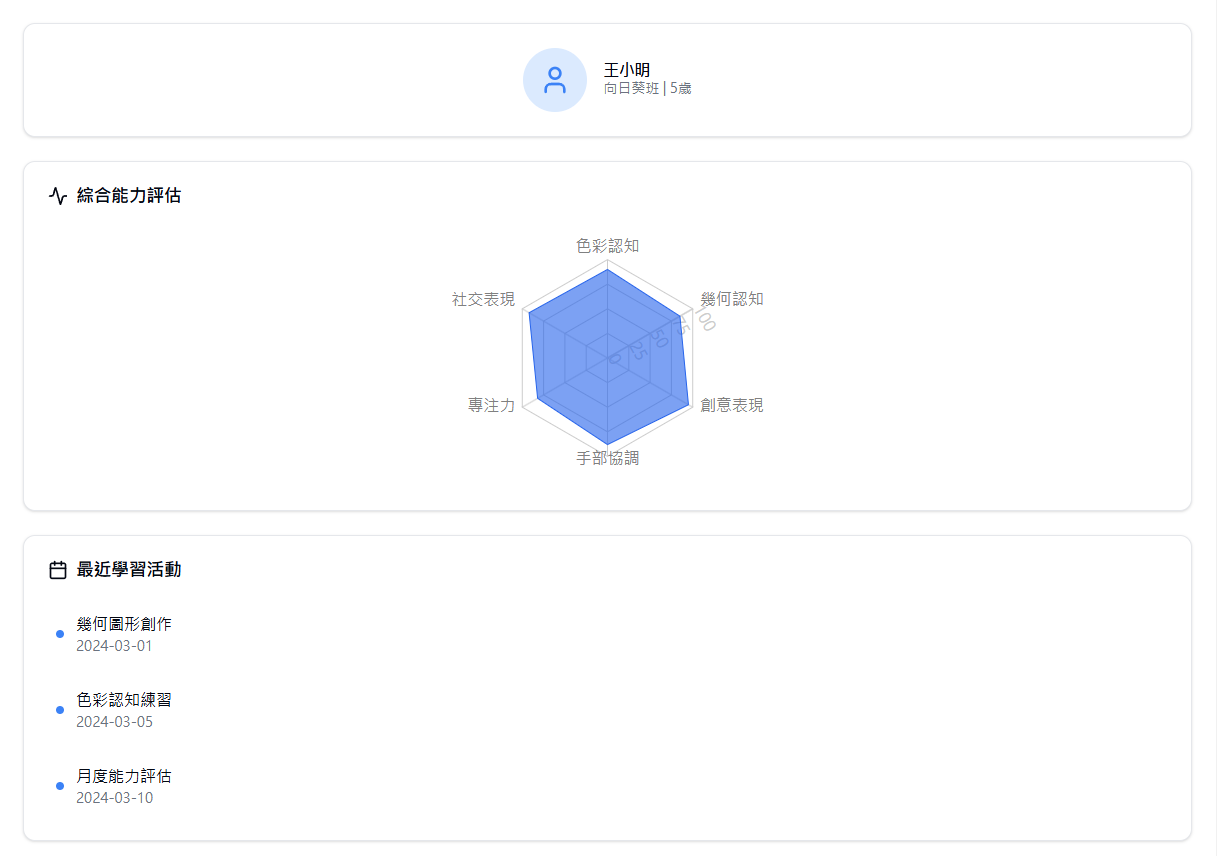 王小明
向日葵班 | 5歲
綜合能力評估
色彩認知
社交表現
幾何認知
100
75
50
25
0
專注力
創意表現
手部協調
最近學習活動
幾何圖形創作
2024-03-01
色彩認知練習
2024-03-05
月度能力評估
2024-03-10